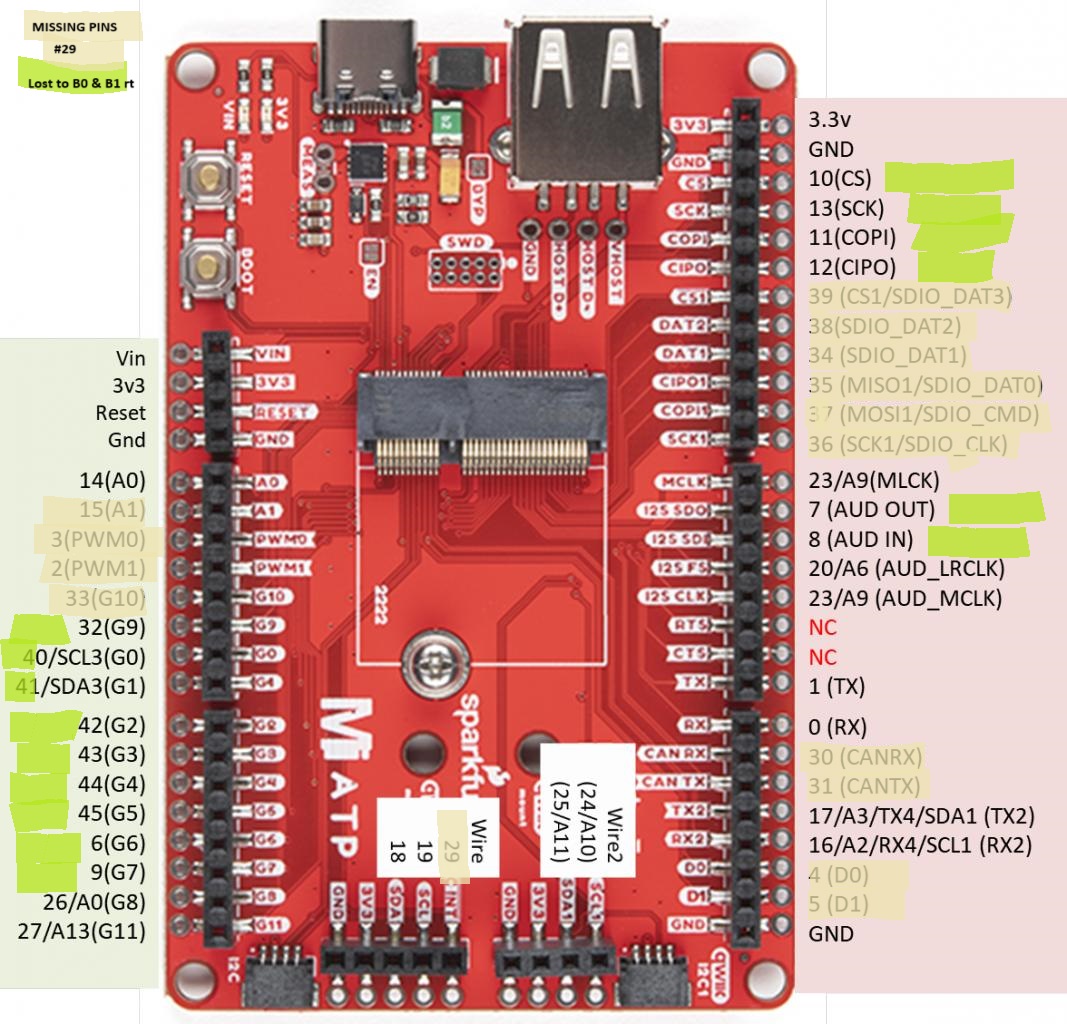 MISSING PINS
#29
Lost to B0 & B1 rt
VIN
3V3
RESET
BOOT
MEAS
b2
BYP
EN
SWD
GND
HOST D+
HOST D-
VHOST
Vin
3v3
Reset
Gnd
14(A0)
15(A1)
3(PWM0)
2(PWM1)
33(G10)
32(G9)
40/SCL3(G0)
41/SDA3(G1)
42(G2)
43(G3)
44(G4)
45(G5)
6(G6)
9(G7)
26/A0(G8)
27/A13(G11)
VIN
3V3
RESET
GND
A0
A1
PWM0
PWM1
G10
G9
G0
G1
G2
G3
G4
G5
G6
G7
G8
G11
3V3
GND
CS
SCK
COPI
CIPO
CS1
DAT2
DAT1
CIPO1
COPI1
SCK1
MCLK
I2S SDO
I2S SDI
I2S FS
I2S CLK
RTS
CTS
TX
RX
CAN RX
CAN TX
TX2
RX2
D0
D1
GND
3.3v
GND
10(CS)
13(SCK)
11(COPI)
12(CIPO)
39 (CS1/SDIO_DAT3)
38(SDIO_DAT2)
34 (SDIO_DAT1)
35 (MISO1/SDIO_DAT0)
37 (MOSI1/SDIO_CMD)
36 (SCK1/SDIO_CLK)
23/A9(MLCK)
7 (AUD OUT)
8 (AUD IN)
20/A6 (AUD_LRCLK)
23/A9 (AUD_MCLK)
NC
NC
1 (TX)
0 (RX)
30 (CANRX)
31 (CANTX)
17/A3/TX4/SDA1 (TX2)
16/A2/RX4/SCL1 (RX2)
4 (D0)
5 (D1)
GND
2222
M
ATP
sparkfu
mount
Wire
29
19
18
Wire2
(24/A10)
(25/A11)
GND
3V3
SDA
SCL
INT
GND
3V3
SDA1
SCL1
I2C
qwiic
I2C1